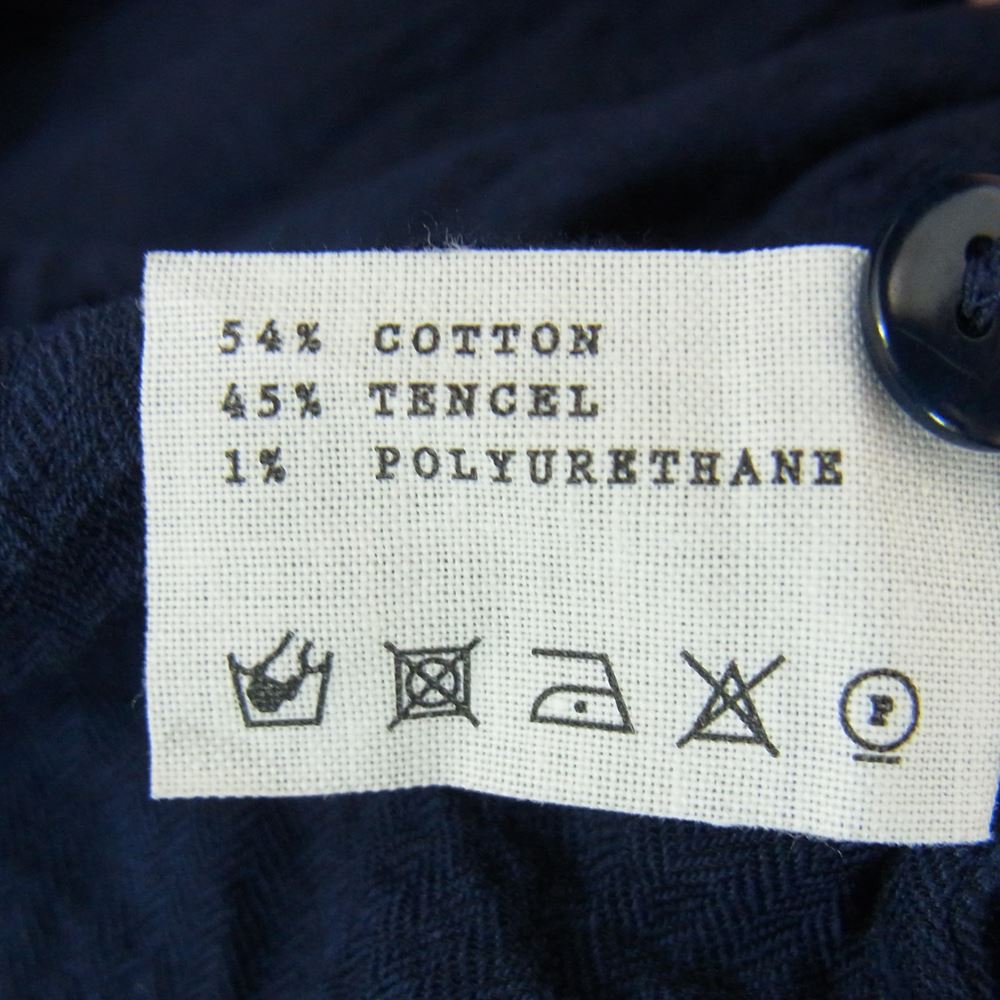 54% COTTON
45% TENCEL
1% POLYURETHANE
P